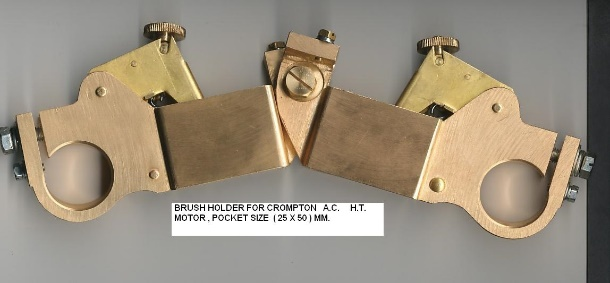 BRUSH HOLDER FOR CROMPTON A.C. H.T.
MOTOR , POCKET SIZE ( 25 X 50 ) MM.